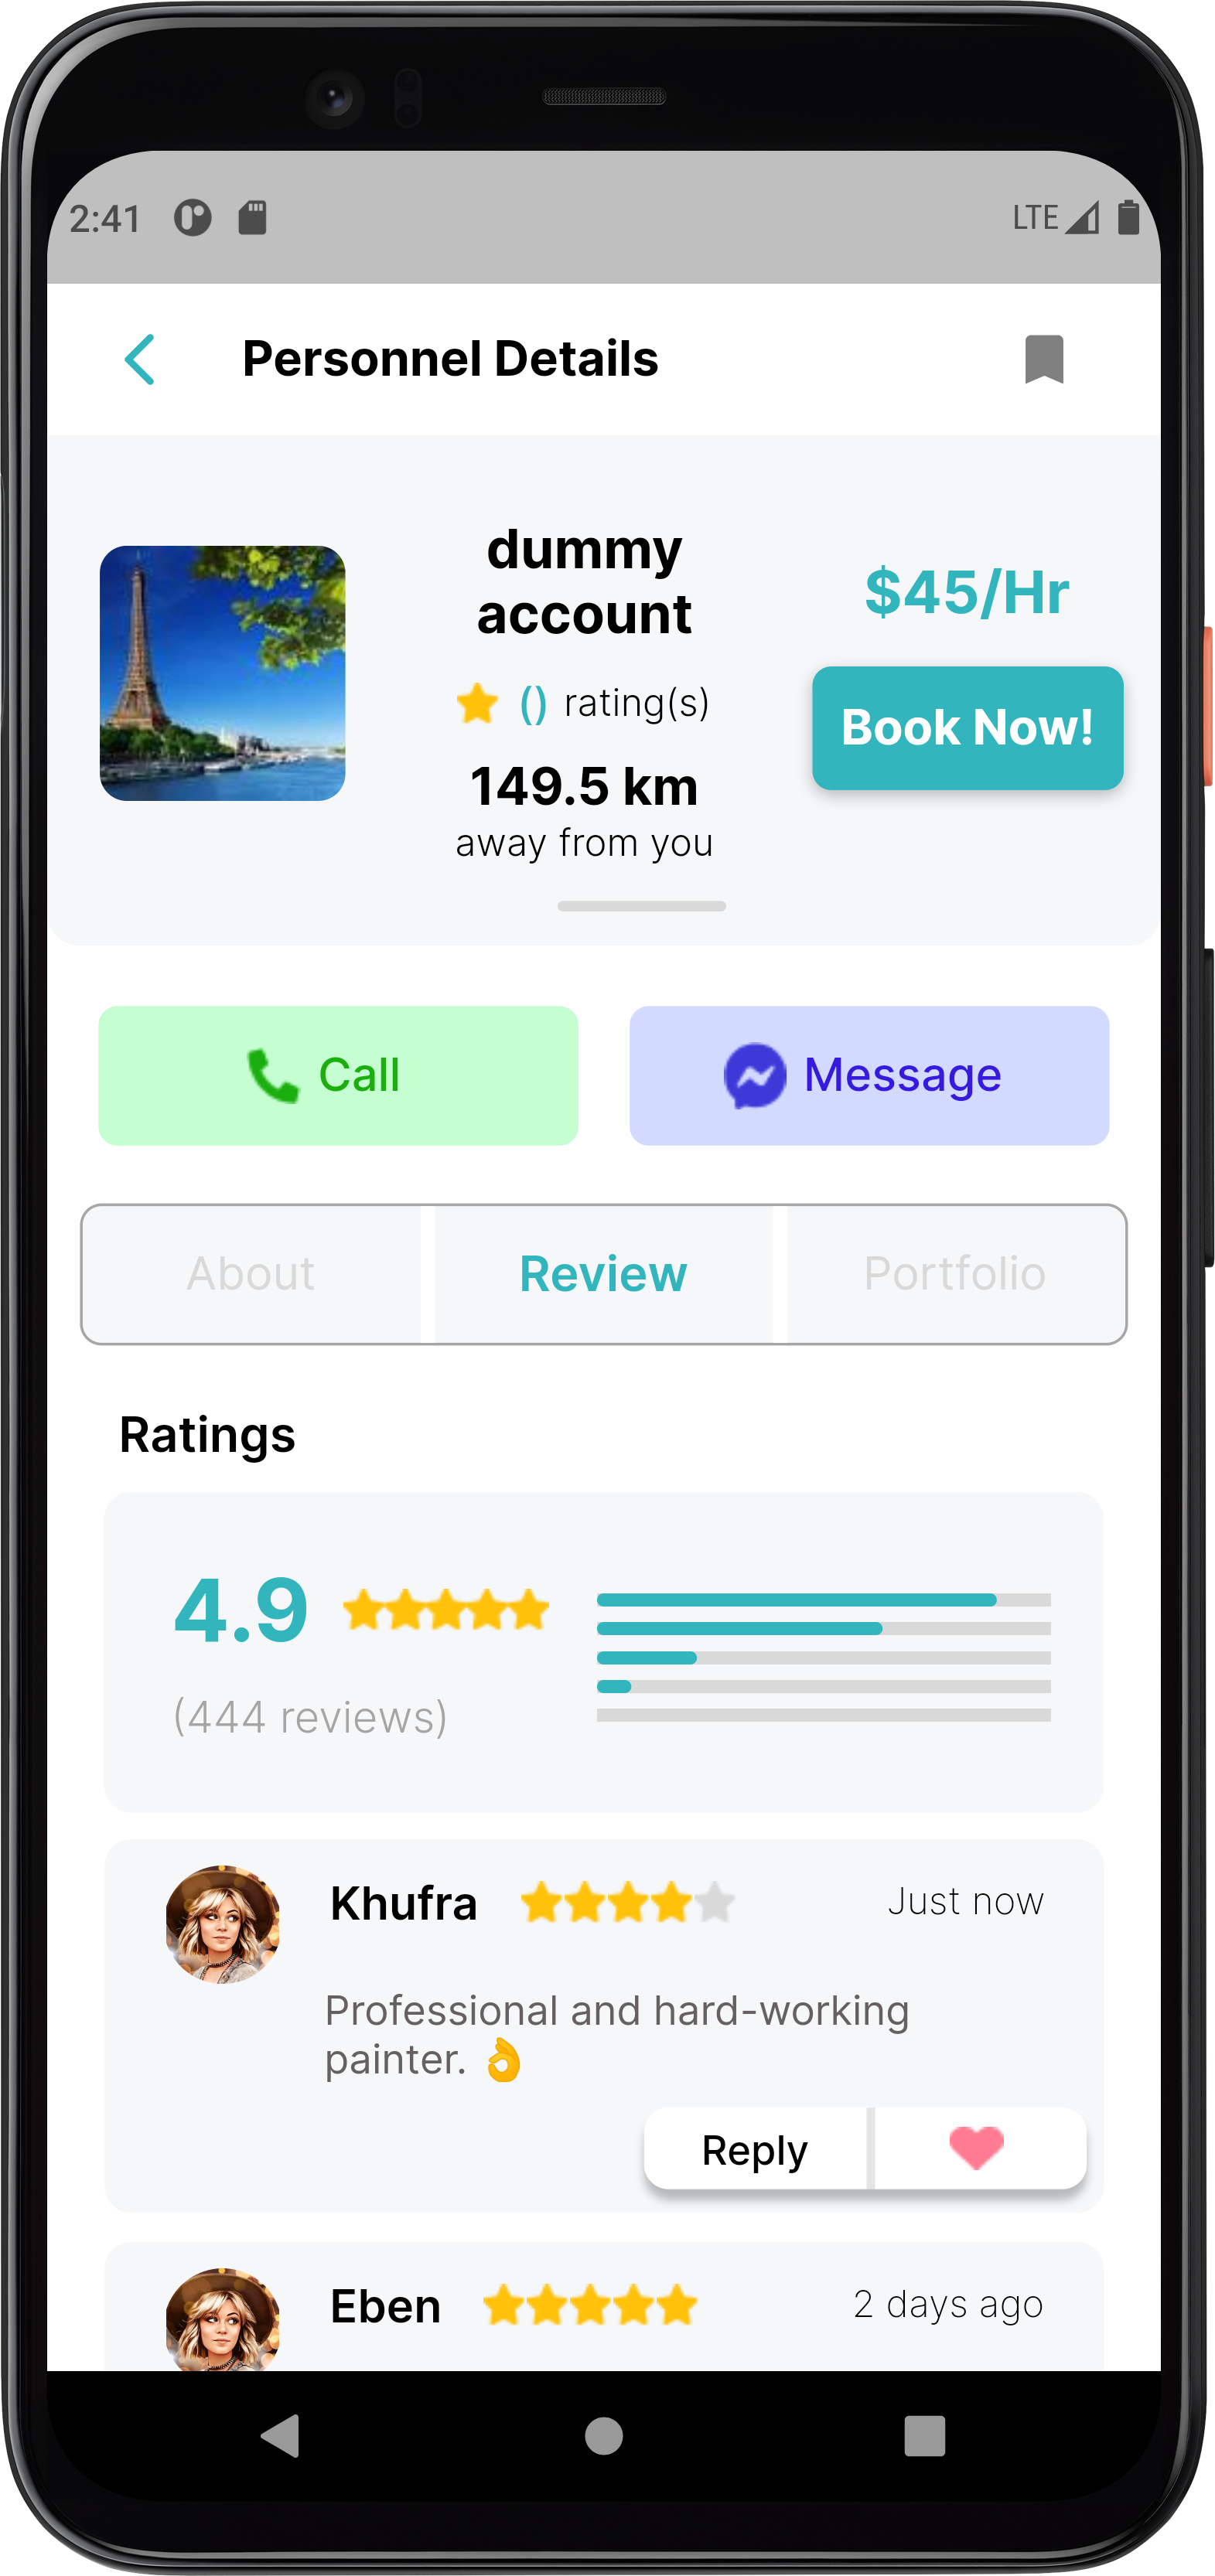 2:41 LTE
Personnel Details
dummy
account
() rating(s)
149.5 km
away from you
$45/Hr
Book Now!
Call
Message
About
Review
Portfolio
Ratings
4.9
(444 reviews)
Khufra
Just now
Professional and hard-working
painter. 👌
Reply
Eben
2 days ago